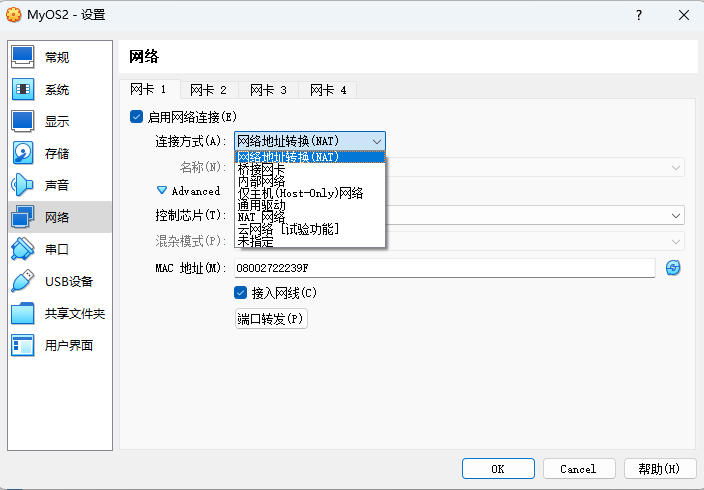 MyOS2 - 设置
?
常规
系统
显示
存储
声音
网络
串口
USB设备
共享文件夹
用户界面
网络
网卡 1 网卡 2 网卡 3 网卡 4
启用网络连接(E)
连接方式(A): 网络地址转换(NAT)
网络地址转换(NAT)
桥接网卡
内部网络
仅主机(Host-Only)网络
通用驱动
NAT 网络
云网络 [试验功能]
未指定
名称(N):
Advanced
控制芯片(T):
混杂模式(P):
MAC 地址(M): 08002722239F
接入网线(C)
端口转发(P)
OK Cancel 帮助(H)